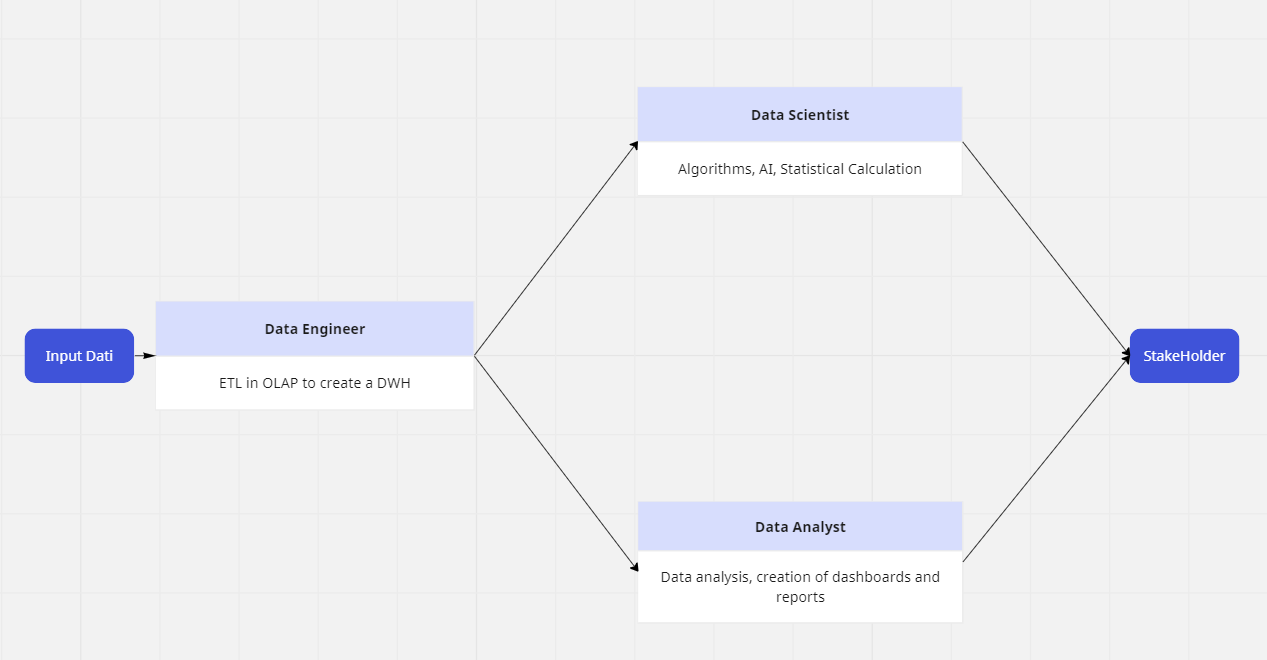 Data Scientist
Algorithms, AI, Statistical Calculation
Data Engineer
Input Dati
ETL in OLAP to create a DWH
StakeHolder
Data Analyst
Data analysis, creation of dashboards and
reports